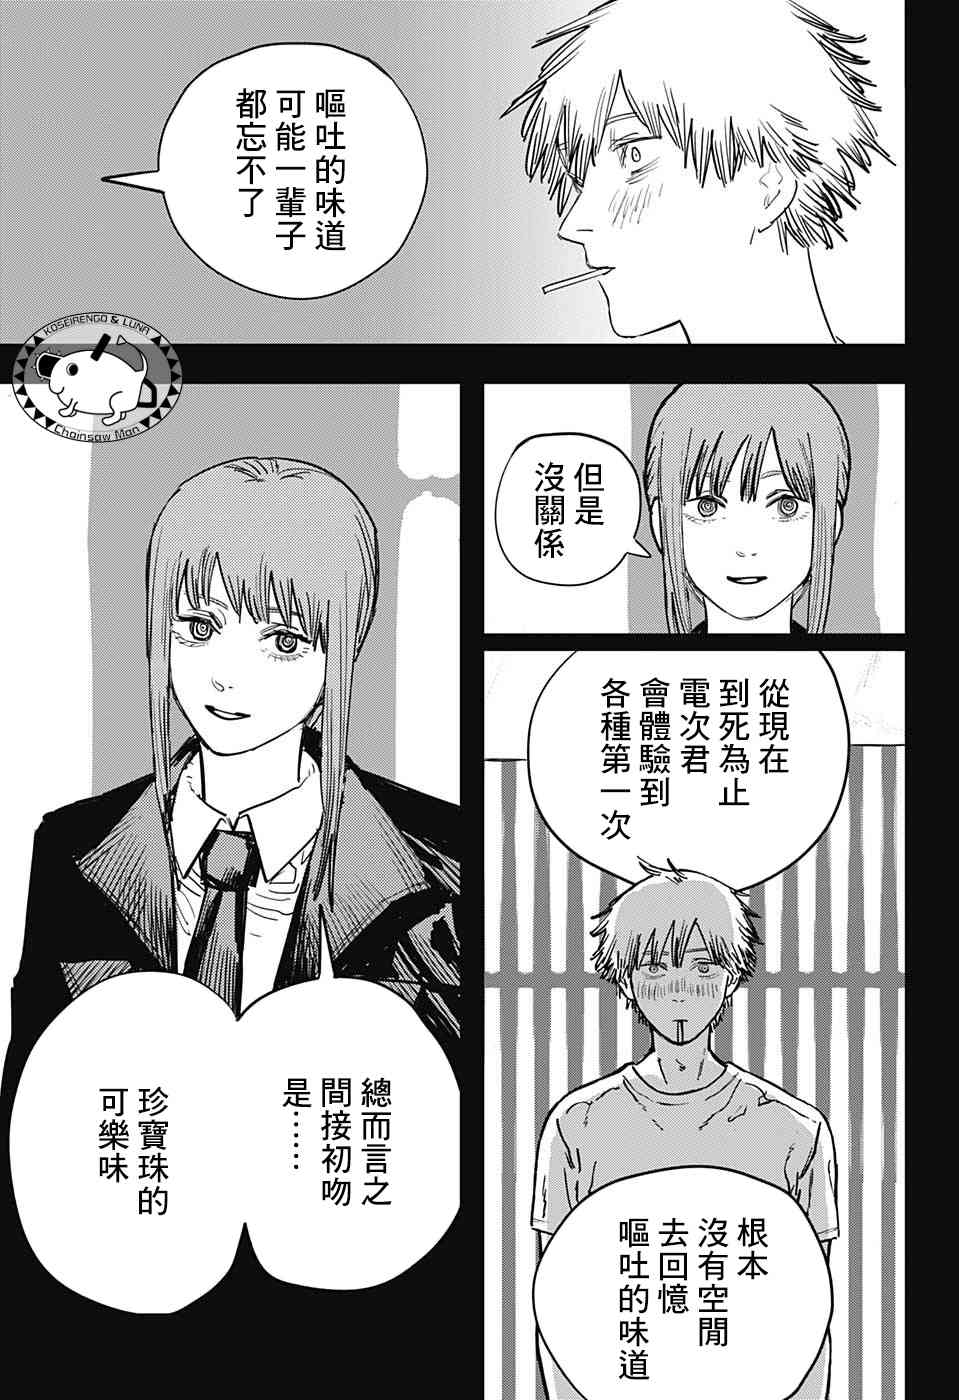 嘔吐的味道
可能一輩子
都忘不了
KOSEIRENGO & LUNA
Chainsaw Man
但是
沒關係
從現在
到死為止
電次君
會體驗到
各種第一次
根本
沒有空閒
去回憶
嘔吐的味道
總而言之
間接初吻
是⋯⋯
珍寶珠的
可樂味